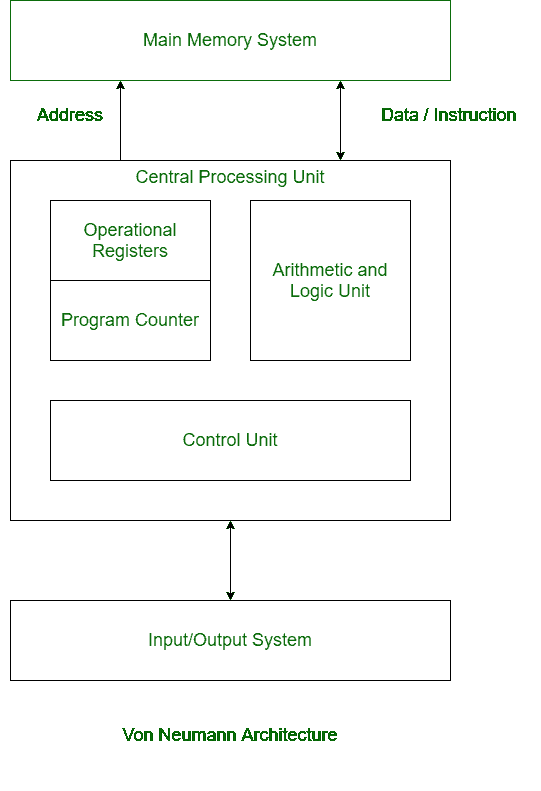 Main Memory System
Address
Data / Instruction
Central Processing Unit
Operational
Registers
Arithmetic and
Logic Unit
Program Counter
Control Unit
Input/Output System
Von Neumann Architecture